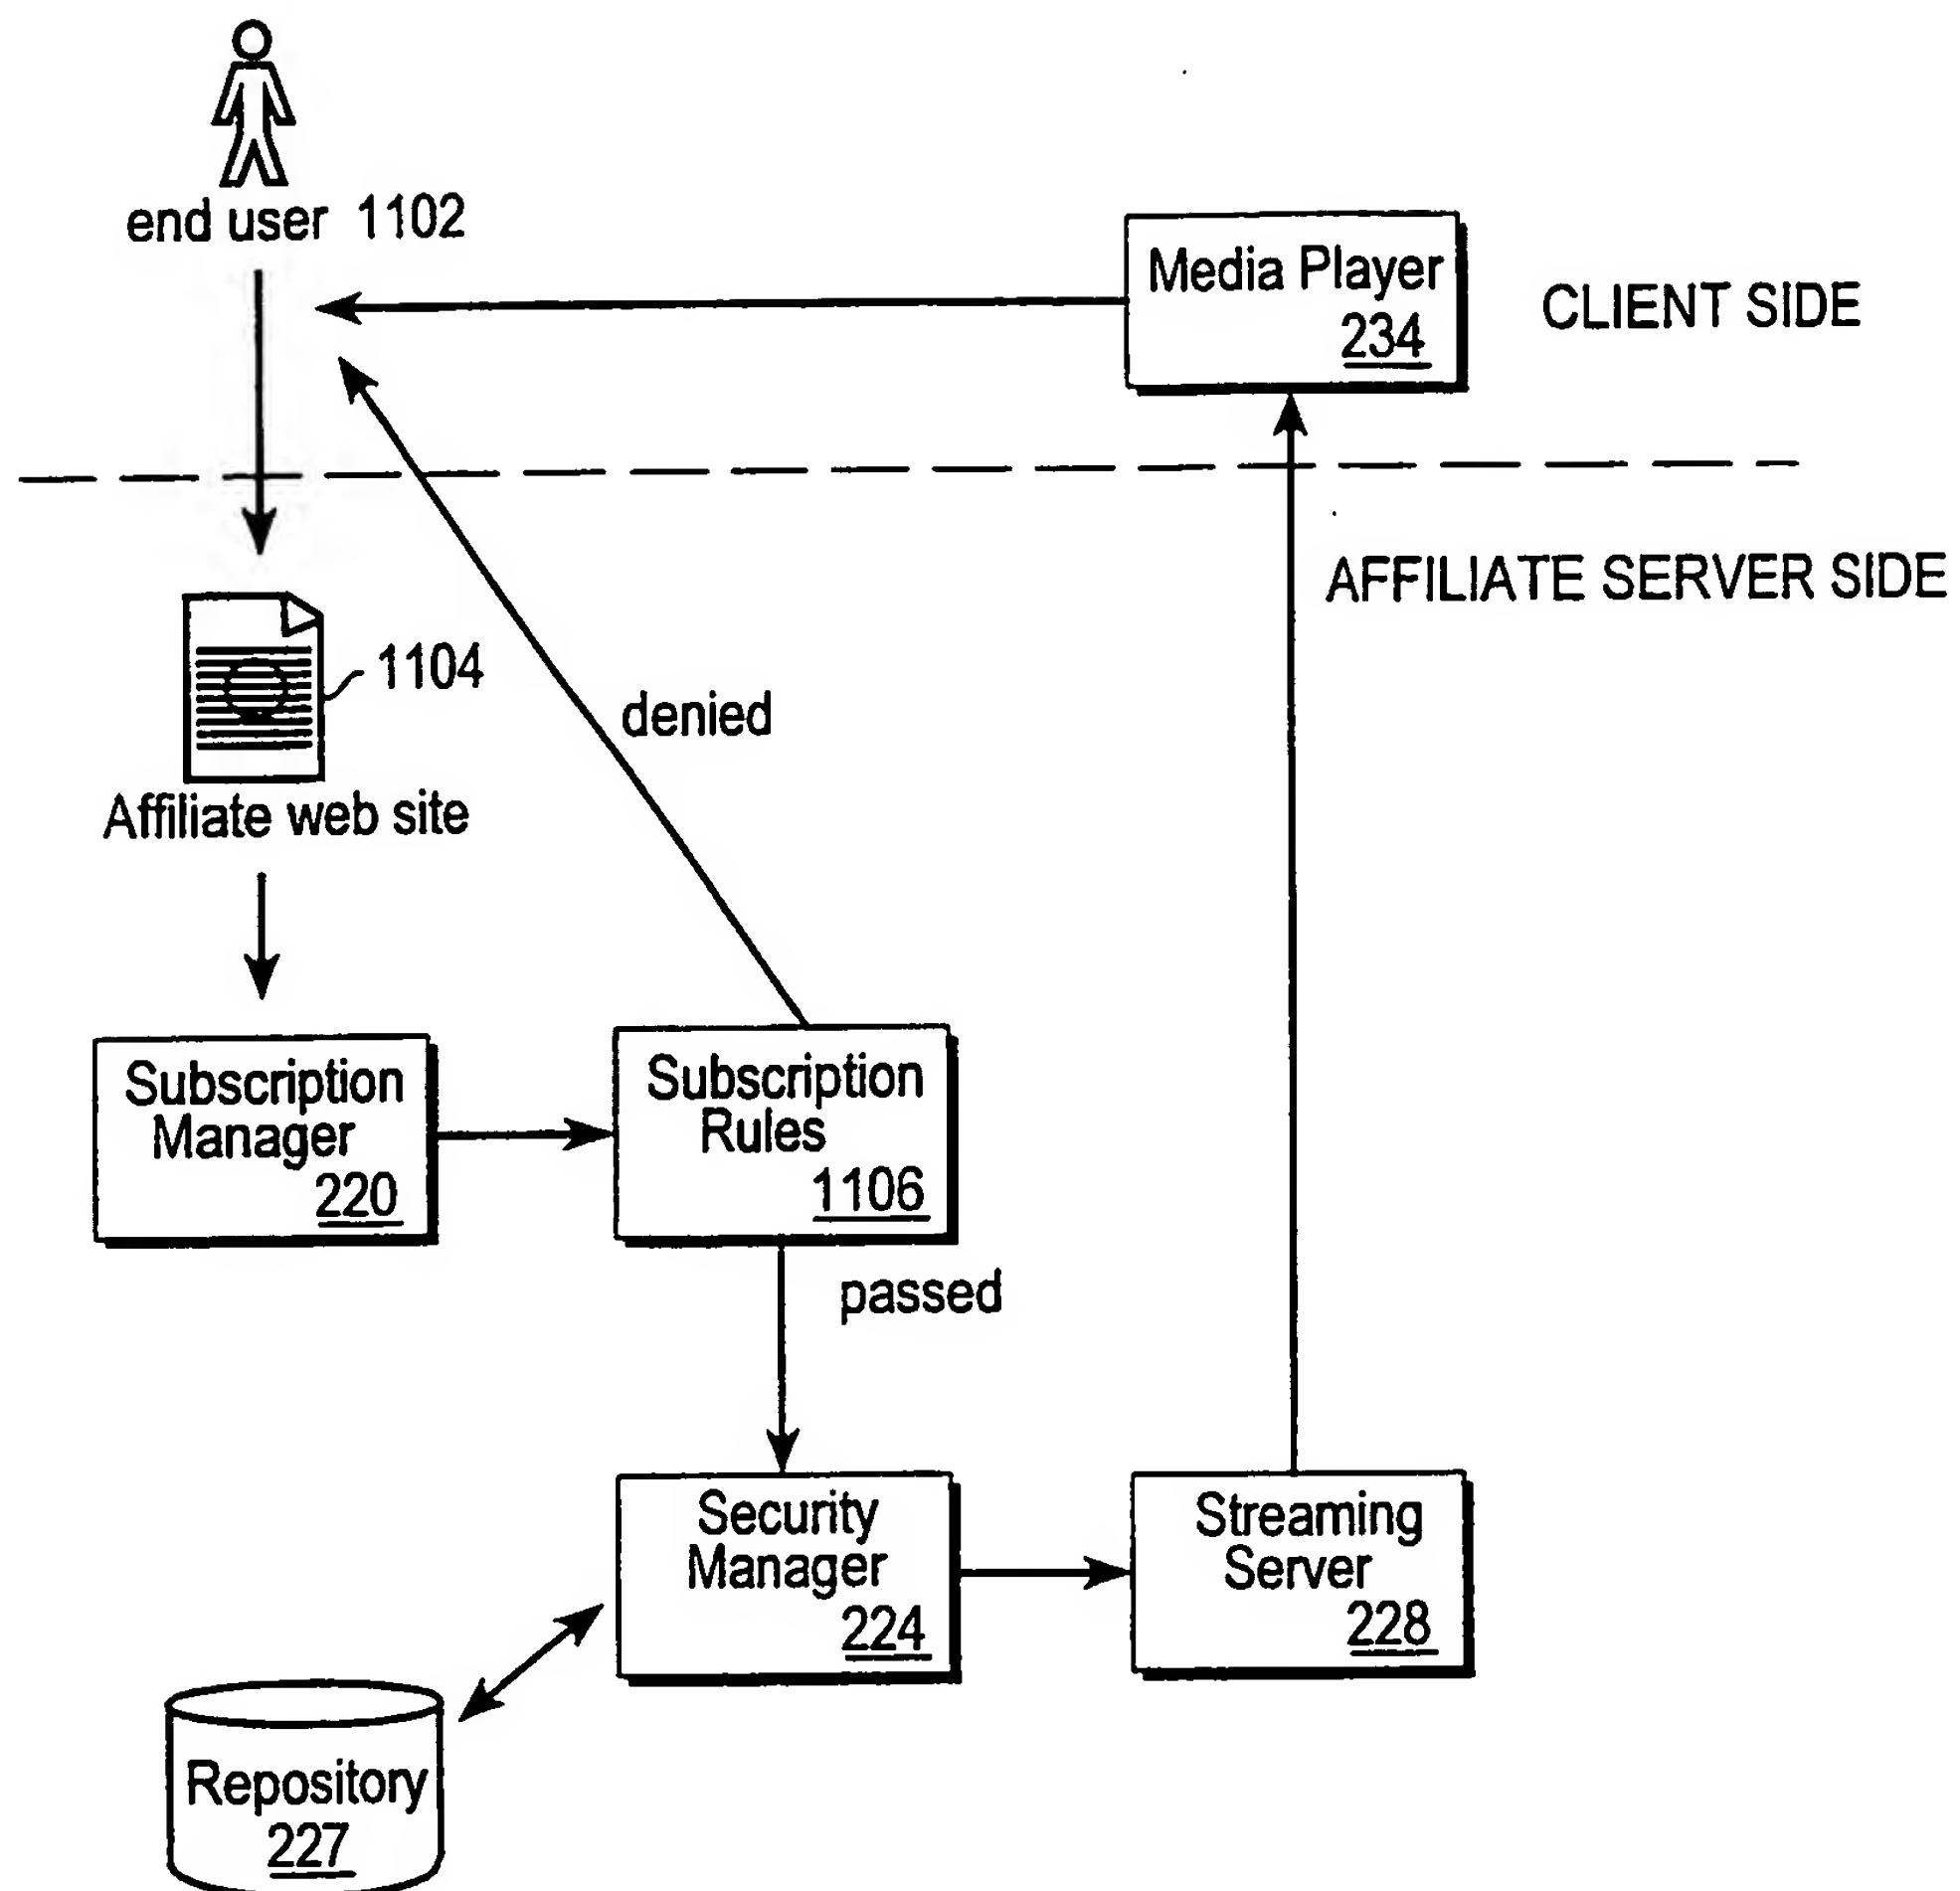 end user 1102
Media Player
234
CLIENT SIDE
AFFILIATE SERVER SIDE
1104
denied
Affiliate web site
Subscription
Manager
220
Subscription
Rules
1106
passed
Security
Manager
224
Streaming
Server
228
Repository
227